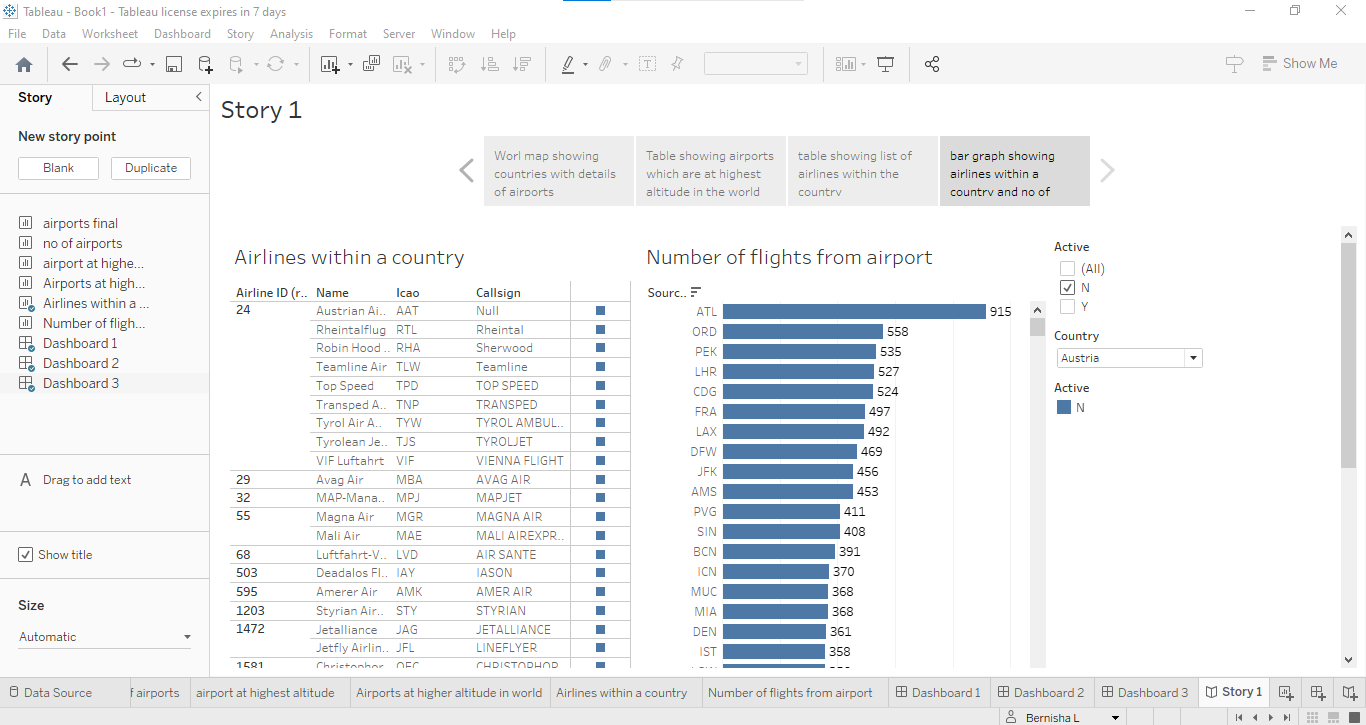 Tableau - Book1 - Tableau license expires in 7 days
File Data Worksheet Dashboard Story Analysis Format Server Window Help
Show Me
Story Layout
New story point
Blank Duplicate
airports final
no of airports
airport at highe...
Airports at high...
Airlines within a ...
Number of fligh...
Dashboard 1
Dashboard 2
Dashboard 3
A Drag to add text
Show title
Size
Automatic
Story 1
Worl map showing
countries with details
of airports
Table showing airports
which are at highest
altitude in the world
table showing list of
airlines within the
country
bar graph showing
airlines within a
country and no of
Airlines within a country
Airline ID (r.. Name Icao Callsign
24 Austrian Ai.. AAT Null
Rheintalflug RTL Rheintal
Robin Hood .. RHA Sherwood
Teamline Air TLW Teamline
Top Speed TPD TOP SPEED
Transped A.. TNP TRANSPED
Tyrol Air A.. TYW TYROL AMBUL..
Tyrolean Je.. TJS TYROLJET
VIF Luftahrt VIF VIENNA FLIGHT
29 Avag Air MBA AVAG AIR
32 MAP-Mana.. MPJ MAPJET
55 Magna Air MGR MAGNA AIR
Mali Air MAE MALI AIREXPR..
68 Luftfahrt-V.. LVD AIR SANTE
503 Deadalos Fl.. IAY IASON
595 Amerer Air AMK AMER AIR
1203 Styrian Air.. STY STYRIAN
1472 Jetalliance JAG JETALLIANCE
Jetfly Airlin.. JFL LINEFLYER
1581 Christophor OEC CHRISTOPHOR
Number of flights from airport
Sourc..
ATL 915
ORD 558
PEK 535
LHR 527
CDG 524
FRA 497
LAX 492
DFW 469
JFK 456
AMS 453
PVG 411
SIN 408
BCN 391
ICN 370
MUC 368
MIA 368
DEN 361
IST 358
Active
(All)
N
Y
Country
Austria
Active
N
Data Source f airports airport at highest altitude Airports at higher altitude in world Airlines within a country Number of flights from airport Dashboard 1 Dashboard 2 Dashboard 3 Story 1
Bernisha L